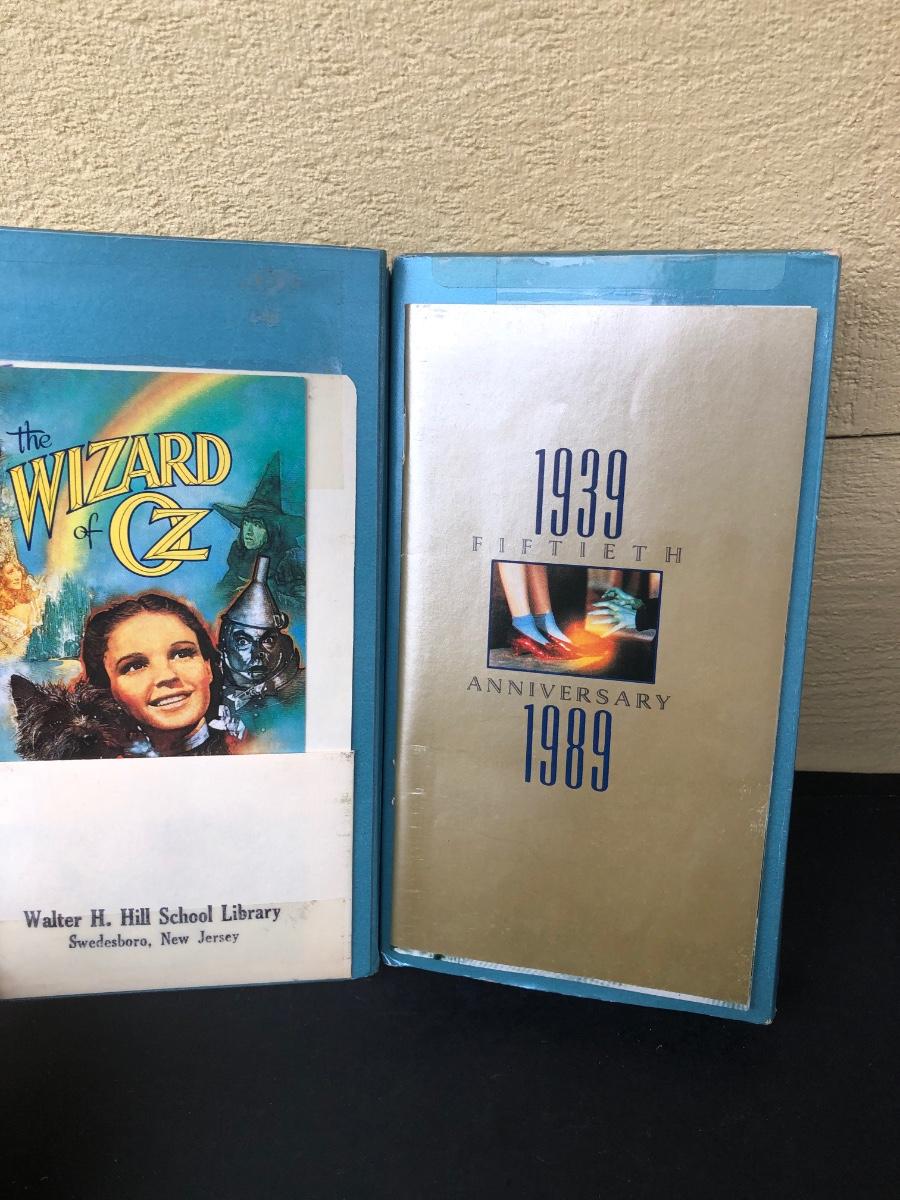 the
WIZARD
of OZ
Walter H. Hill School Library
Swedesboro, New Jersey
1939
FIFTIETH
ANNIVERSARY
1989